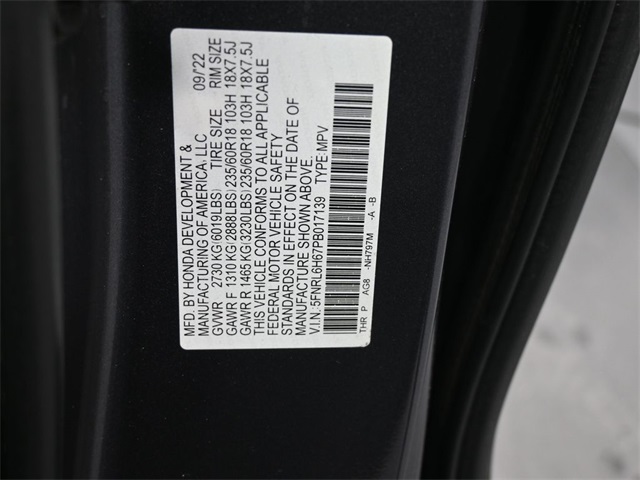 MFD. BY HONDA DEVELOPMENT & 09/22
MANUFACTURING OF AMERICA, LLC
GVWR 2730 KG(6019LBS) TIRE SIZE RIM SIZE
GAWR F 1310 KG(2888LBS)235/60R18 103H 18X7.5J
GAWR R 1465 KG(3230LBS)235/60R18 103H 18X7.5J
THIS VEHICLE CONFORMS TO ALL APPLICABLE
FEDERAL MOTOR VEHICLE SAFETY
STANDARDS IN EFFECT ON THE DATE OF
MANUFACTURE SHOWN ABOVE.
V.I.N.:5FNRL6H67PB017139 TYPE:MPV
THR P AG8 -NH797M -A -B